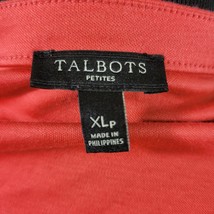 TALBOTS
PETITES
XLP
MADE IN
PHILIPPINES